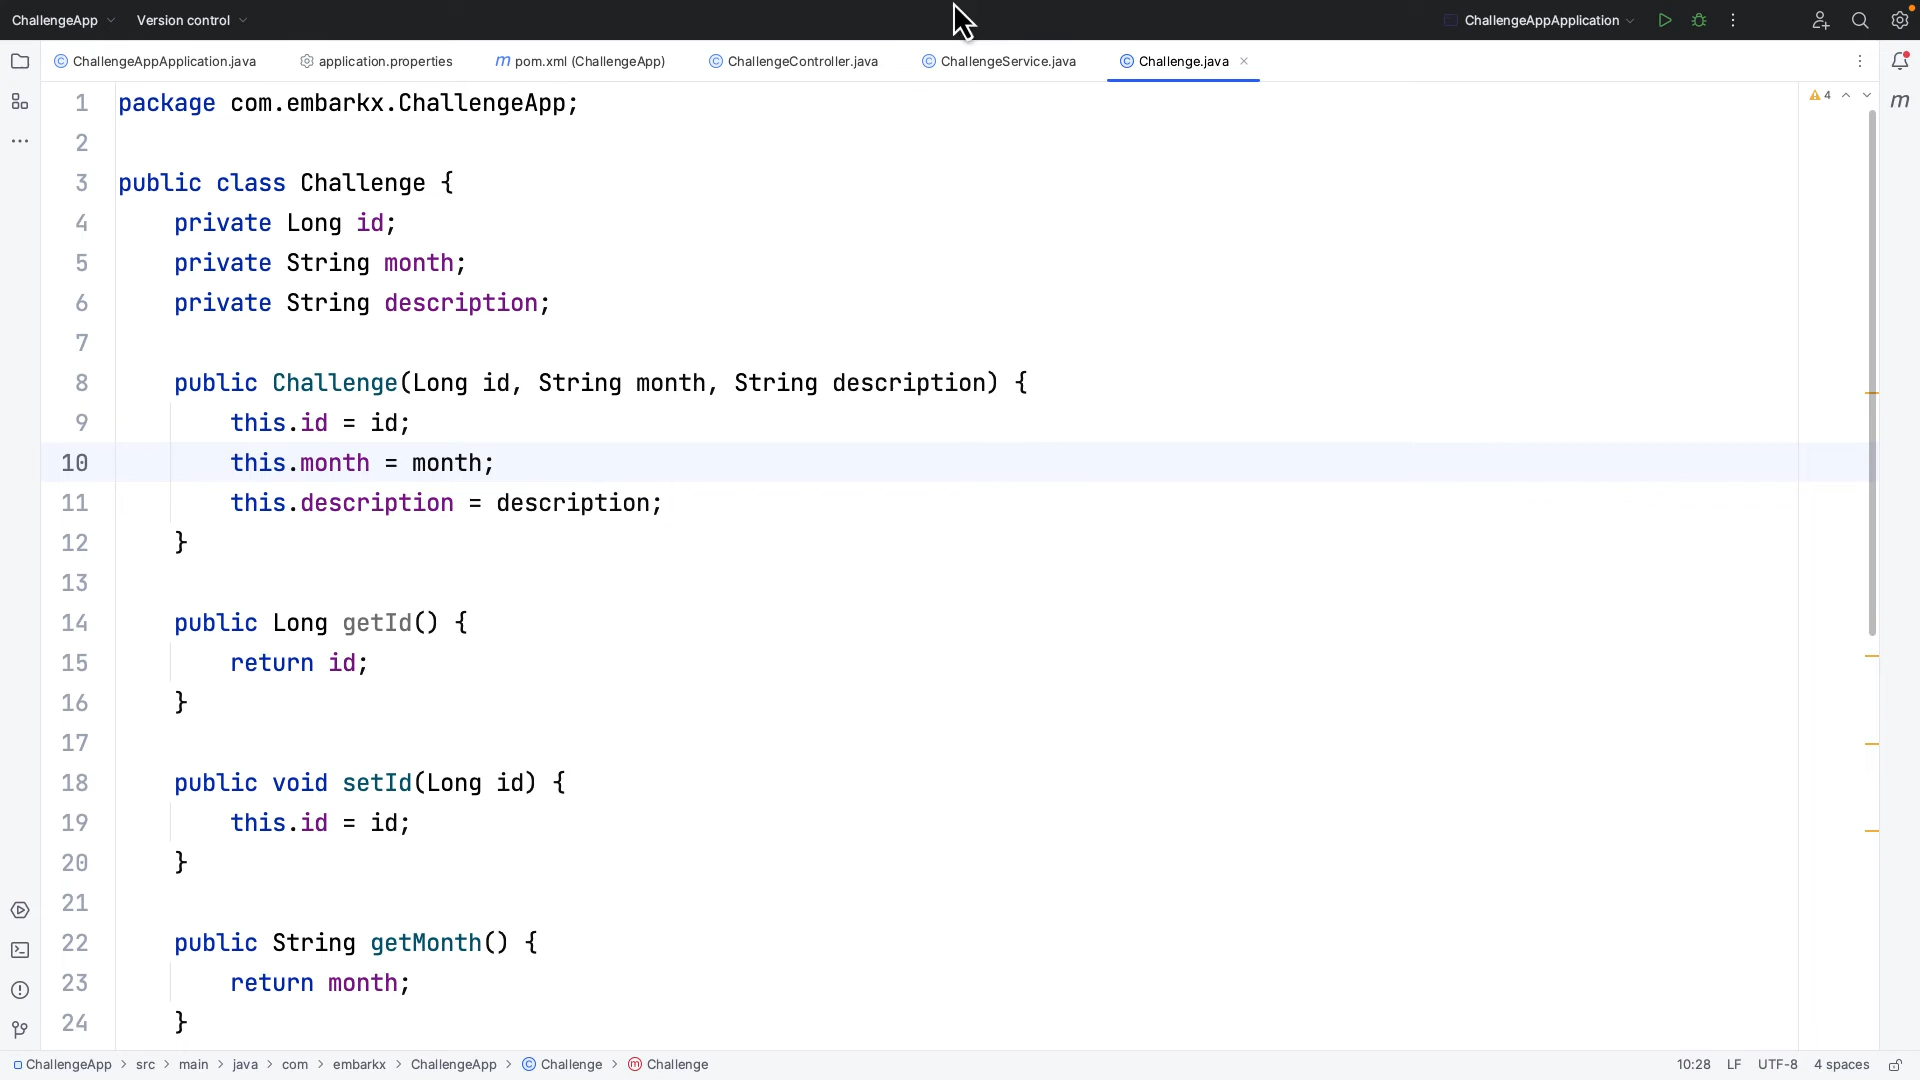 ChallengeApp Version control ChallengeAppApplication
ChallengeAppApplication.java application.properties m pom.xml (ChallengeApp) ChallengeController.java ChallengeService.java Challenge.java
4
m
1 package com.embarkx.ChallengeApp;
2
3 public class Challenge {
4 private Long id;
5 private String month;
6 private String description;
7
8 public Challenge(Long id, String month, String description) {
9 this.id = id;
10 this.month = month;
11 this.description = description;
12 }
13
14 public Long getId() {
15 return id;
16 }
17
18 public void setId(Long id) {
19 this.id = id;
20 }
21
22 public String getMonth() {
23 return month;
24 }
ChallengeApp > src > main > java > com > embarkx > ChallengeApp > C Challenge > m Challenge 10:28 LF UTF-8 4 spaces